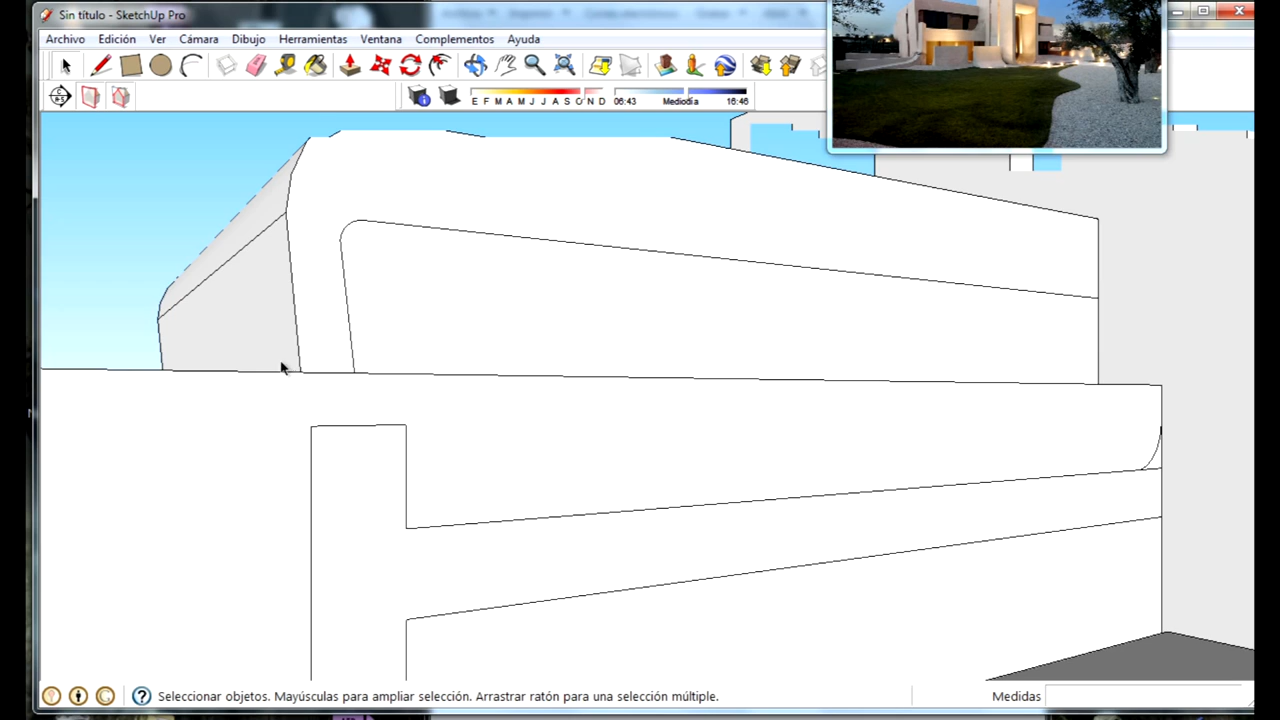 Sin título - SketchUp Pro
Archivo Edición Ver Cámara Dibujo Herramientas Ventana Complementos Ayuda
E F M A M J J A S O N D 06:43 Mediodía 16:46
Seleccionar objetos. Mayúsculas para ampliar selección. Arrastrar ratón para una selección múltiple. Medidas